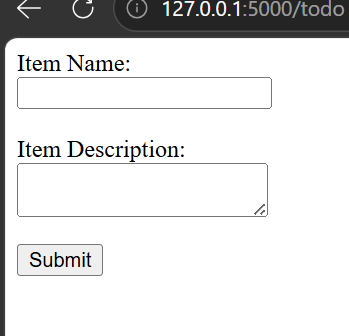 127.0.0.1:5000/todo
Item Name:
Item Description:
Submit